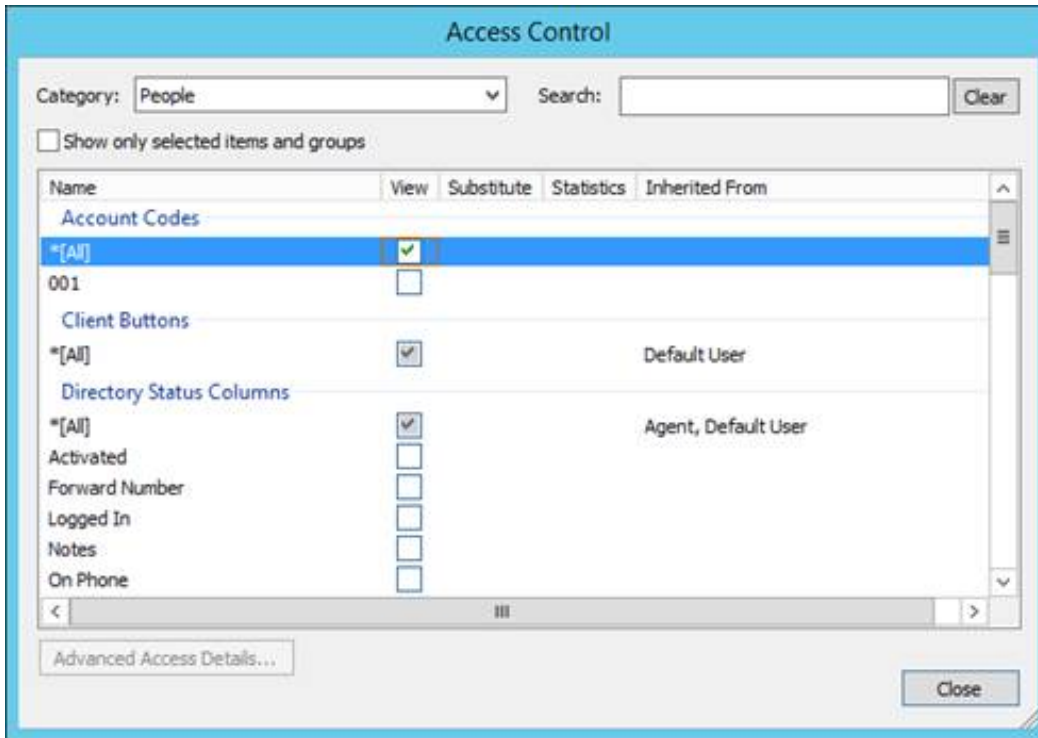 Access Control
Category: People Search: Clear
Show only selected items and groups
Name View Substitute Statistics Inherited From
Account Codes
*[All]
001
Client Buttons
*[All] Default User
Directory Status Columns
*[All] Agent, Default User
Activated
Forward Number
Logged In
Notes
On Phone
Advanced Access Details...
Close